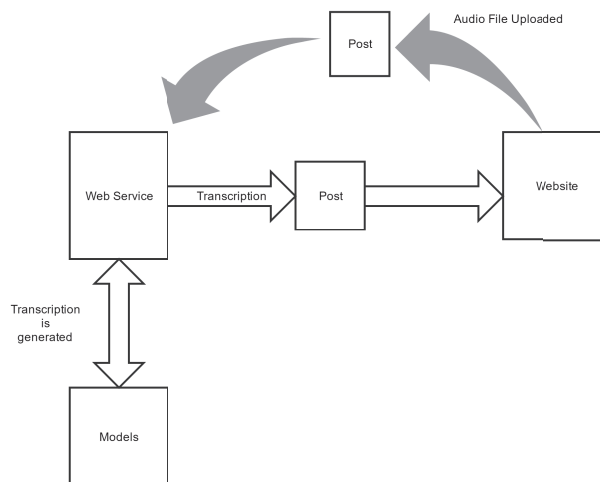 Audio File Uploaded
Post
Web Service
Transcription
Post
Website
Transcription
is
generated
Models